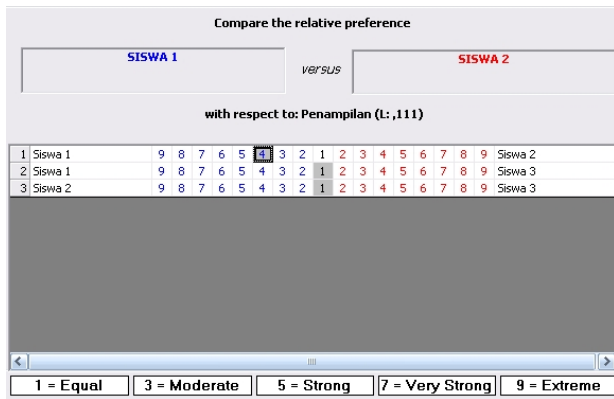 Compare the relative preference
SISWA 1 versus SISWA 2
with respect to: Penampilan (L: ,111)
1 Siswa 1 9 8 7 6 5 4 3 2 1 2 3 4 5 6 7 8 9 Siswa 2
2 Siswa 1 9 8 7 6 5 4 3 2 1 2 3 4 5 6 7 8 9 Siswa 3
3 Siswa 2 9 8 7 6 5 4 3 2 1 2 3 4 5 6 7 8 9 Siswa 3
1 = Equal 3 = Moderate 5 = Strong 7 = Very Strong 9 = Extreme